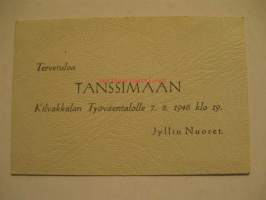 Tervetuloa
TANSSIMAAN
Kilvakkalan Työväentalolle 7. 8. 1948 klo 19.
Jyllin Nuoret.